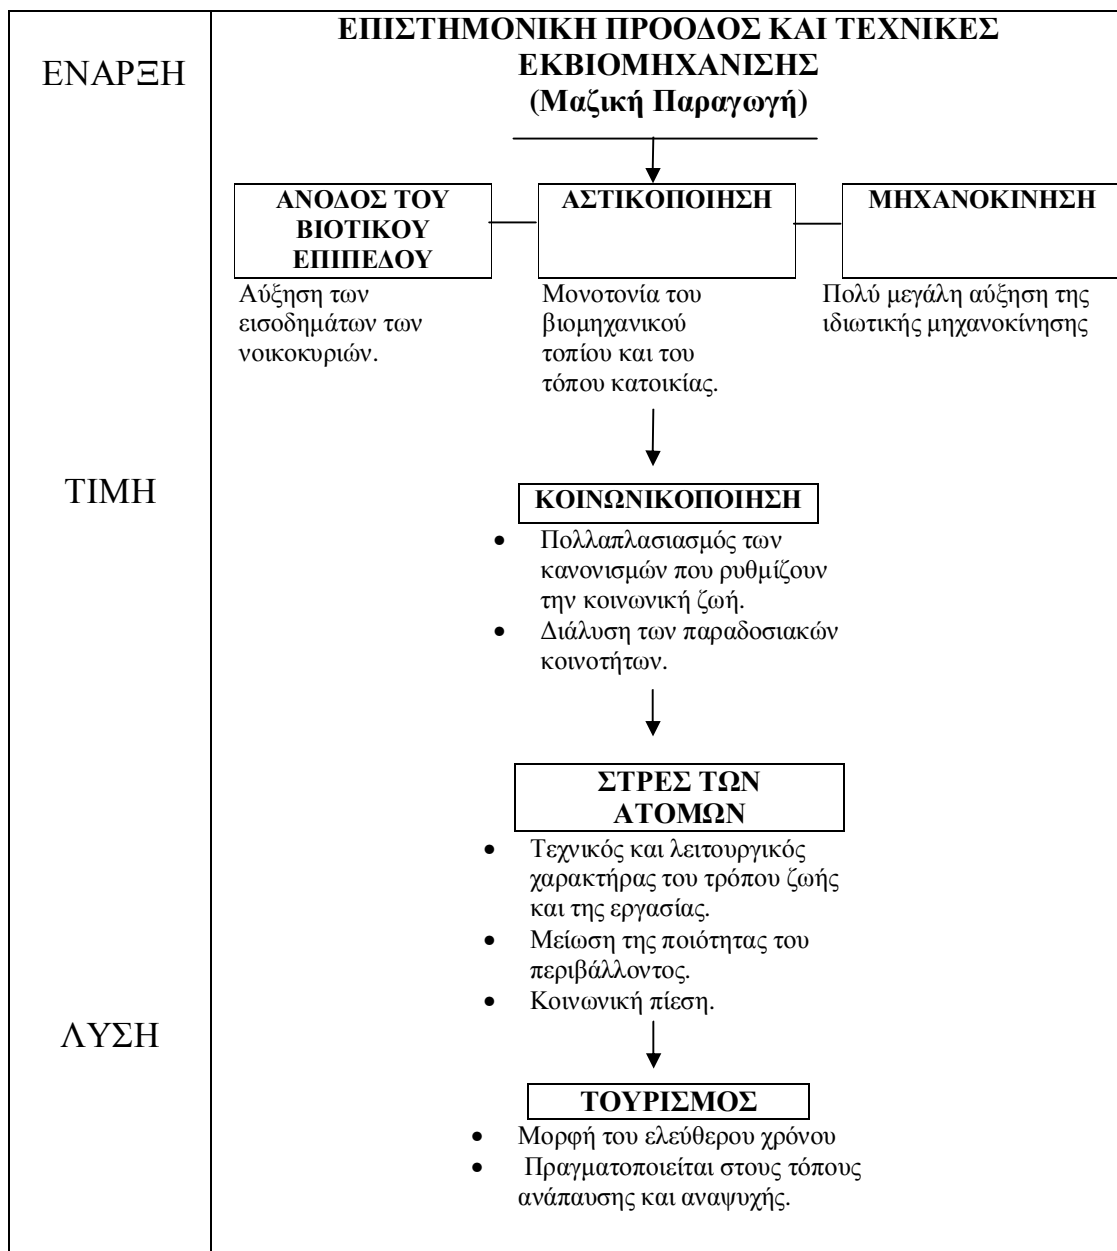 ΕΝΑΡΞΗ
ΕΠΙΣΤΗΜΟΝΙΚΗ ΠΡΟΟΔΟΣ ΚΑΙ ΤΕΧΝΙΚΕΣ
ΕΚΒΙΟΜΗΧΑΝΙΣΗΣ
(Μαζική Παραγωγή)
ΑΝΟΔΟΣ ΤΟΥ
ΒΙΟΤΙΚΟΥ
ΕΠΙΠΕΔΟΥ
Αύξηση των
εισοδημάτων των
νοικοκυριών.
ΑΣΤΙΚΟΠΟΙΗΣΗ
Μονοτονία του
βιομηχανικού
τοπίου και του
τόπου κατοικίας.
ΜΗΧΑΝΟΚΙΝΗΣΗ
Πολύ μεγάλη αύξηση της
ιδιωτικής μηχανοκίνησης
ΤΙΜΗ
ΚΟΙΝΩΝΙΚΟΠΟΙΗΣΗ
• Πολλαπλασιασμός των
κανονισμών που ρυθμίζουν
την κοινωνική ζωή.
• Διάλυση των παραδοσιακών
κοινοτήτων.
ΣΤΡΕΣ ΤΩΝ
ΑΤΟΜΩΝ
• Τεχνικός και λειτουργικός
χαρακτήρας του τρόπου ζωής
και της εργασίας.
• Μείωση της ποιότητας του
περιβάλλοντος.
• Κοινωνική πίεση.
ΛΥΣΗ
ΤΟΥΡΙΣΜΟΣ
• Μορφή του ελεύθερου χρόνου
• Πραγματοποιείται στους τόπους
ανάπαυσης και αναψυχής.